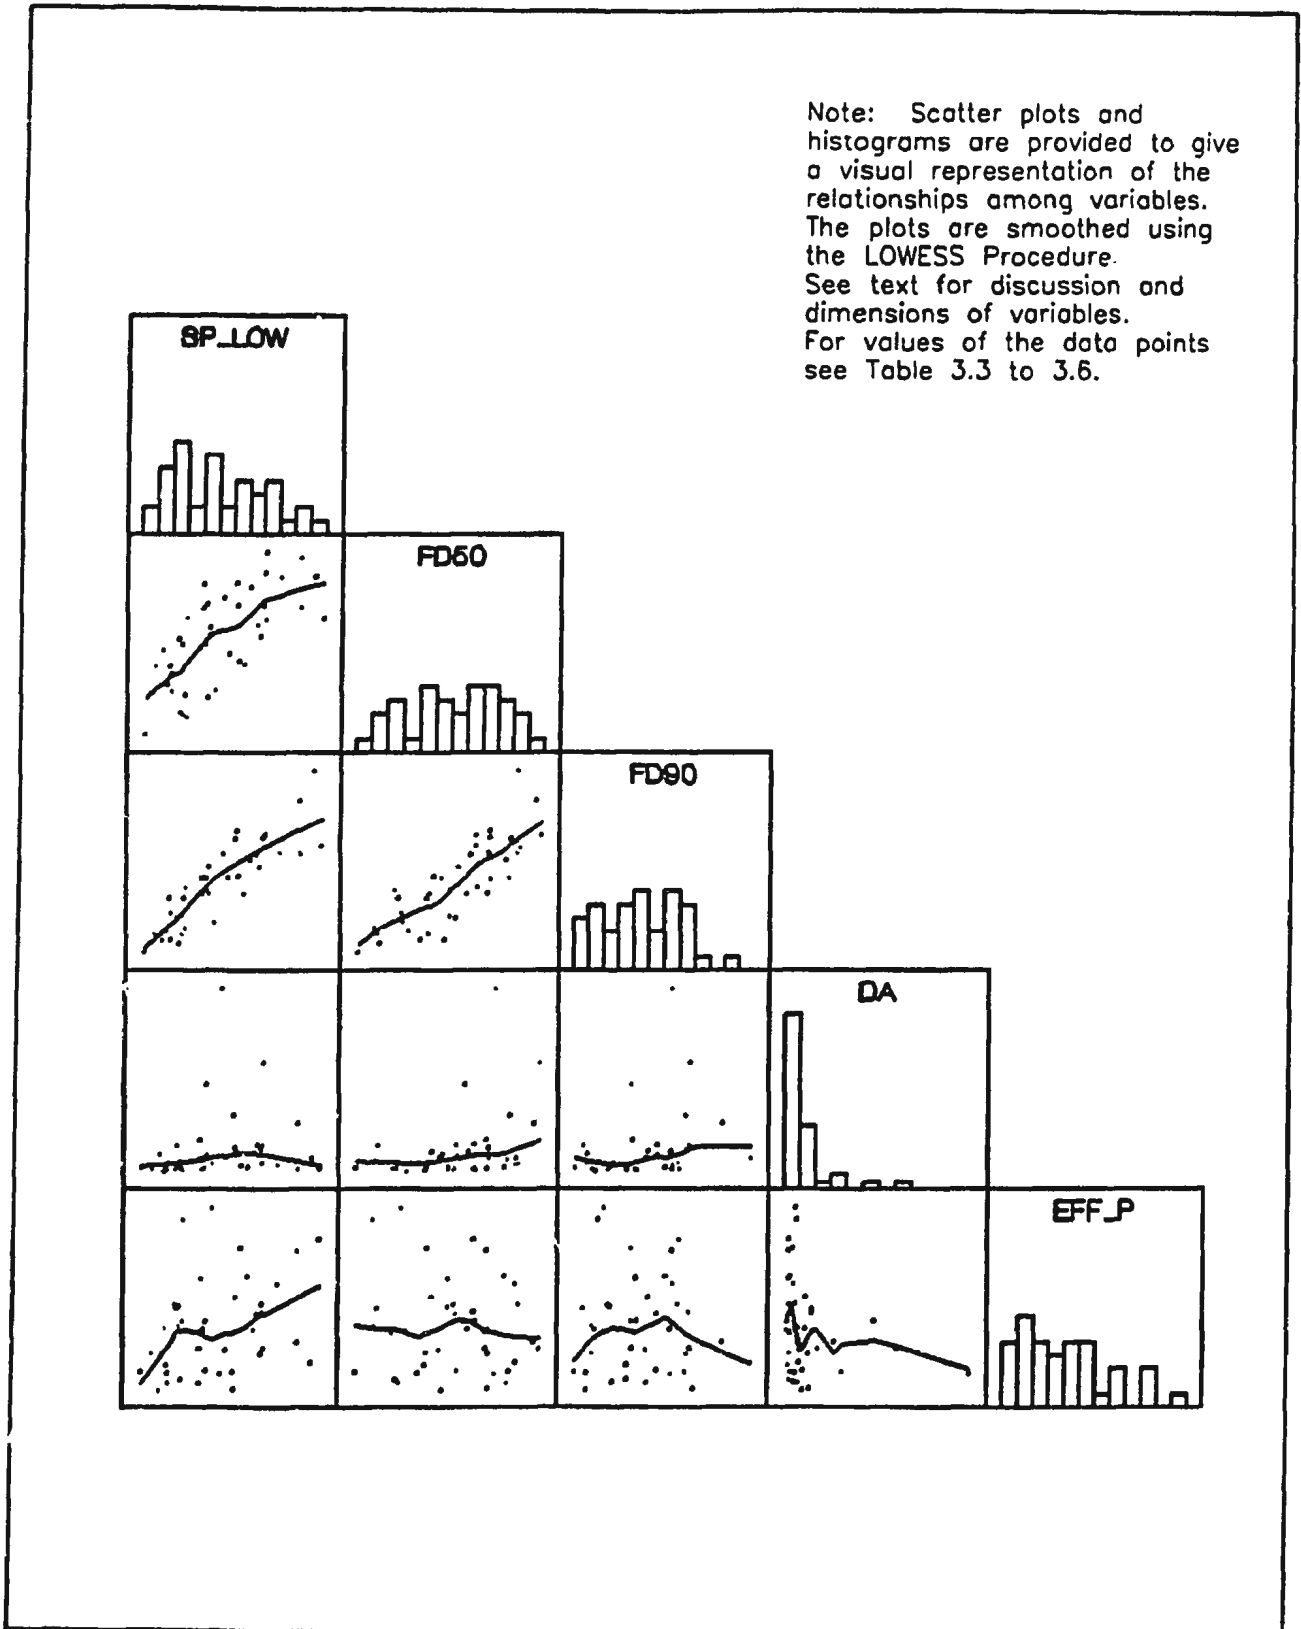 Note: Scatter plots and
histograms are provided to give
a visual representation of the
relationships among variables.
The plots are smoothed using
the LOWESS Procedure.
See text for discussion and
dimensions of variables.
For values of the data points
see Table 3.3 to 3.6.
SP_LOW
FD50
FD90
DA
EFF_P